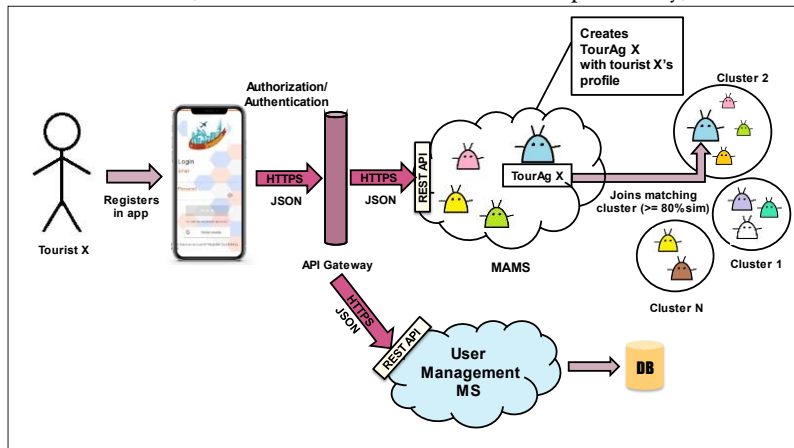 Creates
TourAg X
with tourist X's
profile
Cluster 2
Authorization/
Authentication
Login
Email
Password
HTTPS
JSON
HTTPS
JSON
REST API
TourAg X
Registers
in app
Joins matching
cluster (>= 80%sim)
Tourist X
API Gateway
MAMS
Cluster 1
Cluster N
HTTPS
JSON
REST API
User
Management
MS
DB